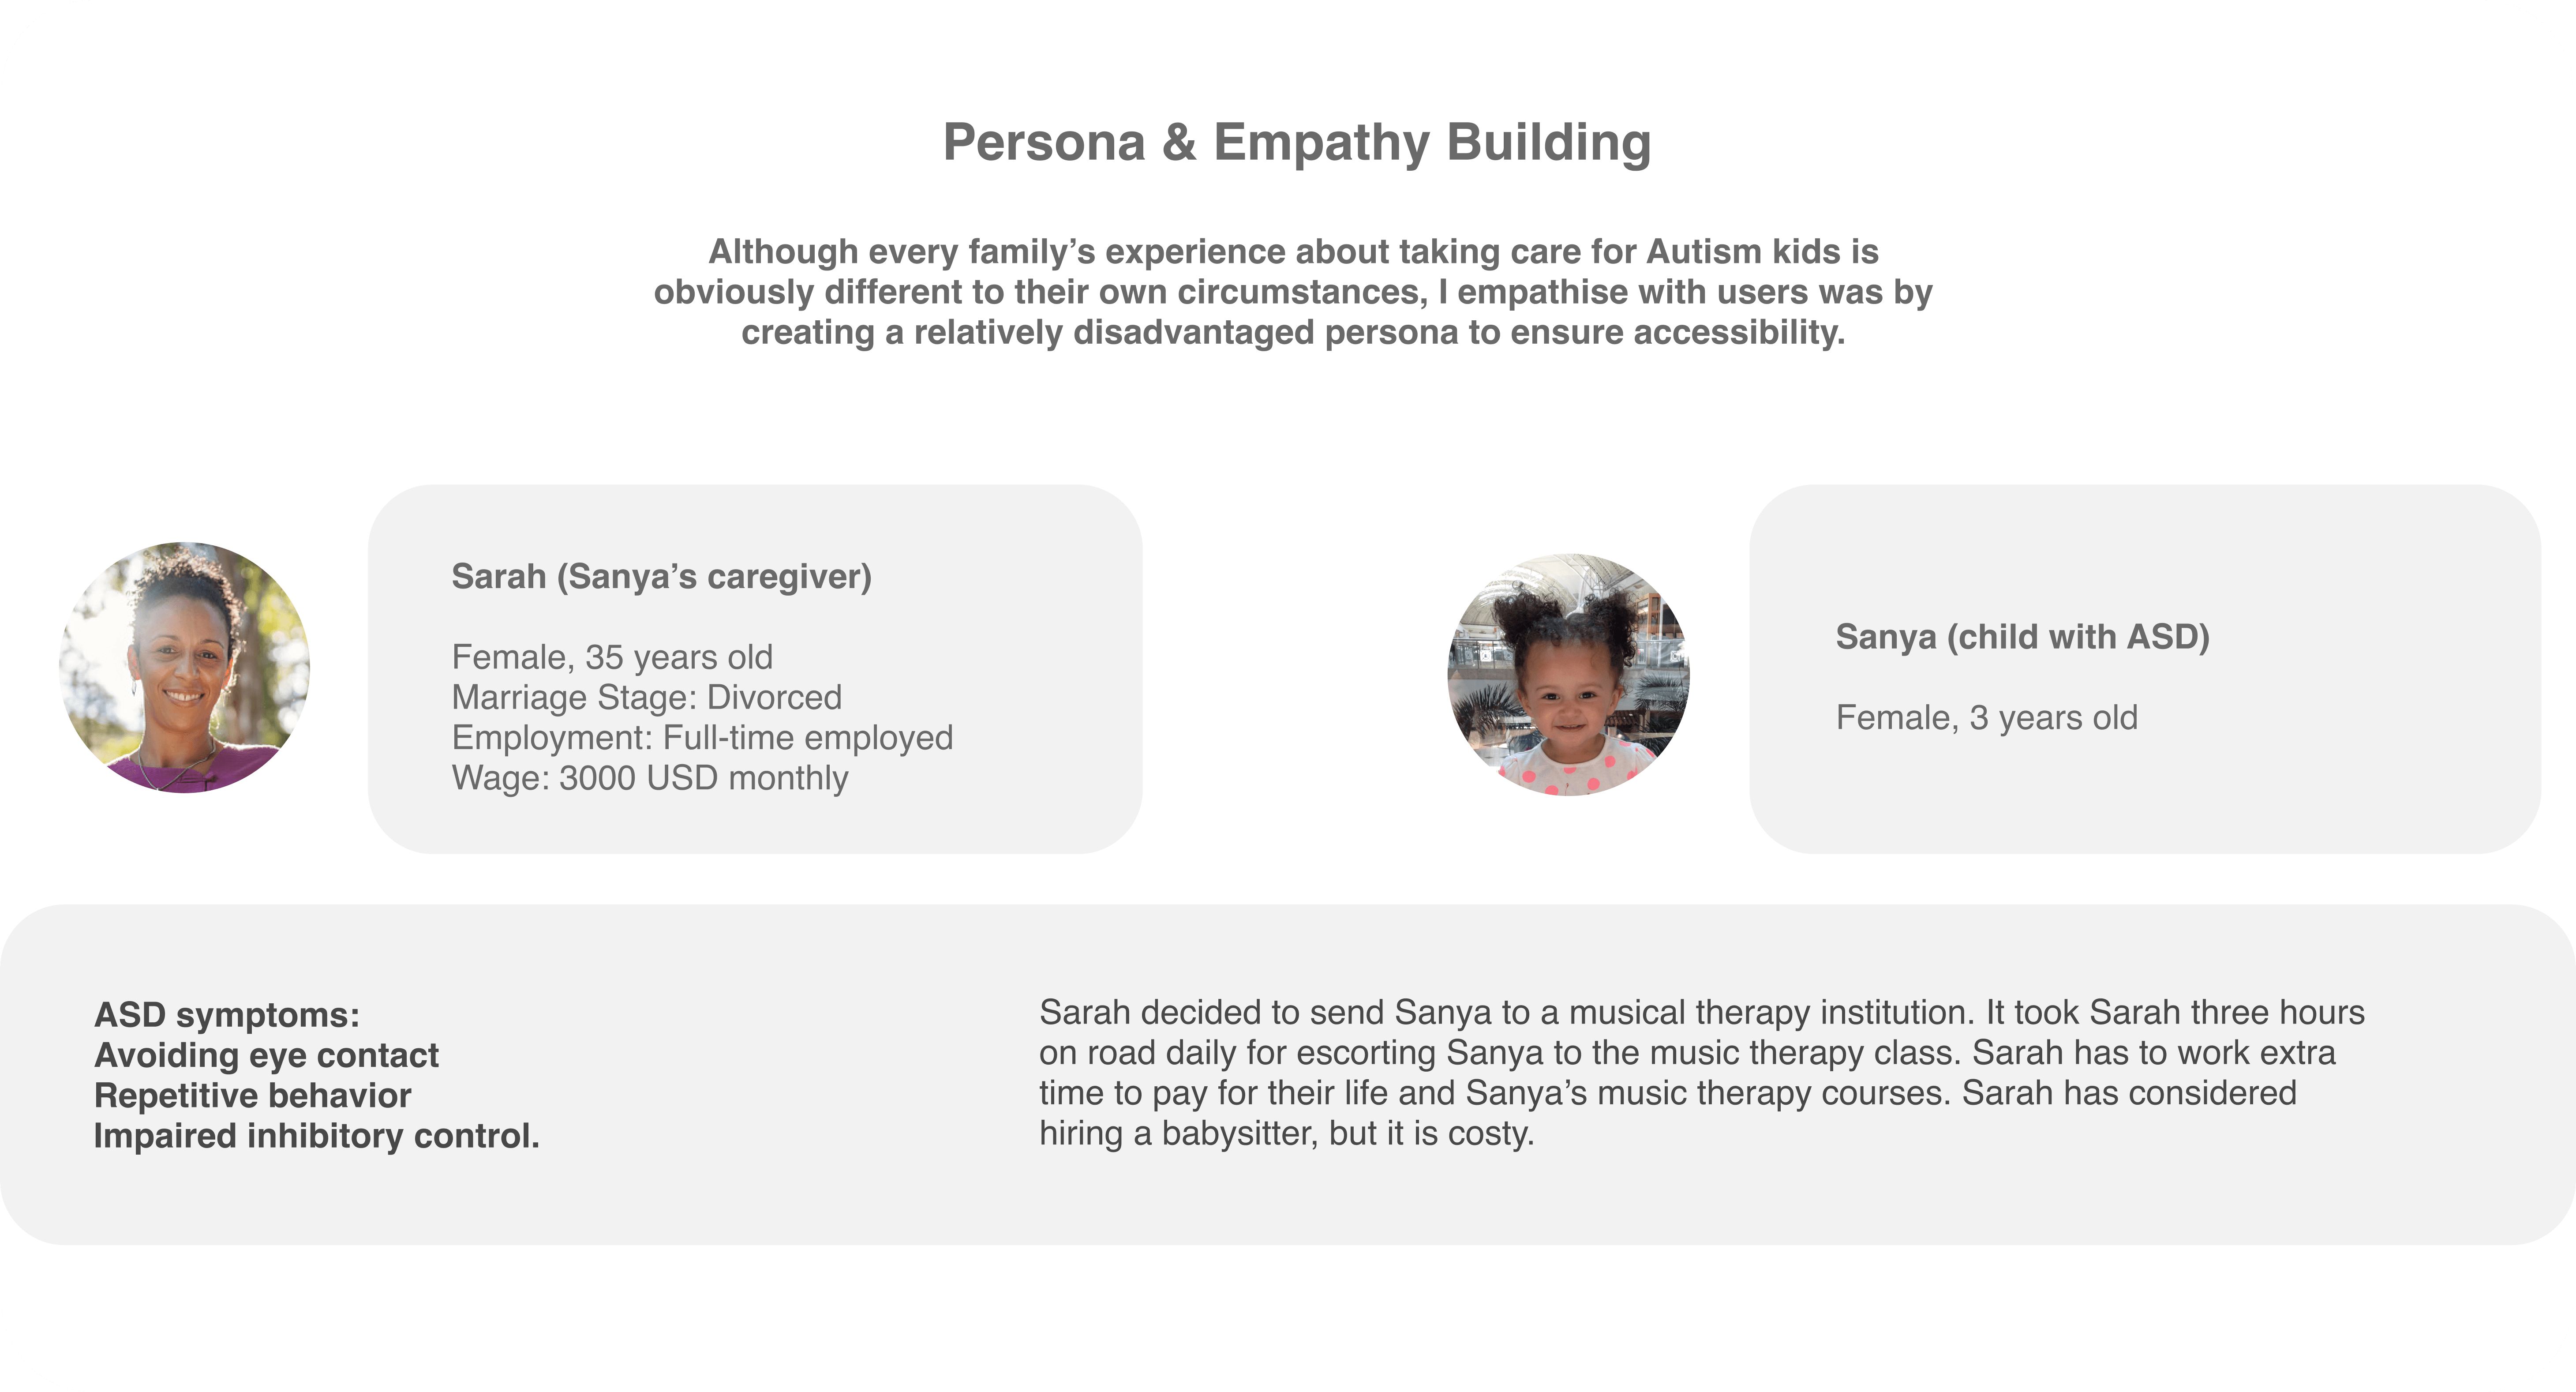 Persona & Empathy Building
Although every family’s experience about taking care for Autism kids is
obviously different to their own circumstances, I empathise with users was by
creating a relatively disadvantaged persona to ensure accessibility.
Sarah (Sanya’s caregiver)
Female, 35 years old
Marriage Stage: Divorced
Employment: Full-time employed
Wage: 3000 USD monthly
Sanya (child with ASD)
Female, 3 years old
ASD symptoms:
Avoiding eye contact
Repetitive behavior
Impaired inhibitory control.
Sarah decided to send Sanya to a musical therapy institution. It took Sarah three hours
on road daily for escorting Sanya to the music therapy class. Sarah has to work extra
time to pay for their life and Sanya’s music therapy courses. Sarah has considered
hiring a babysitter, but it is costy.